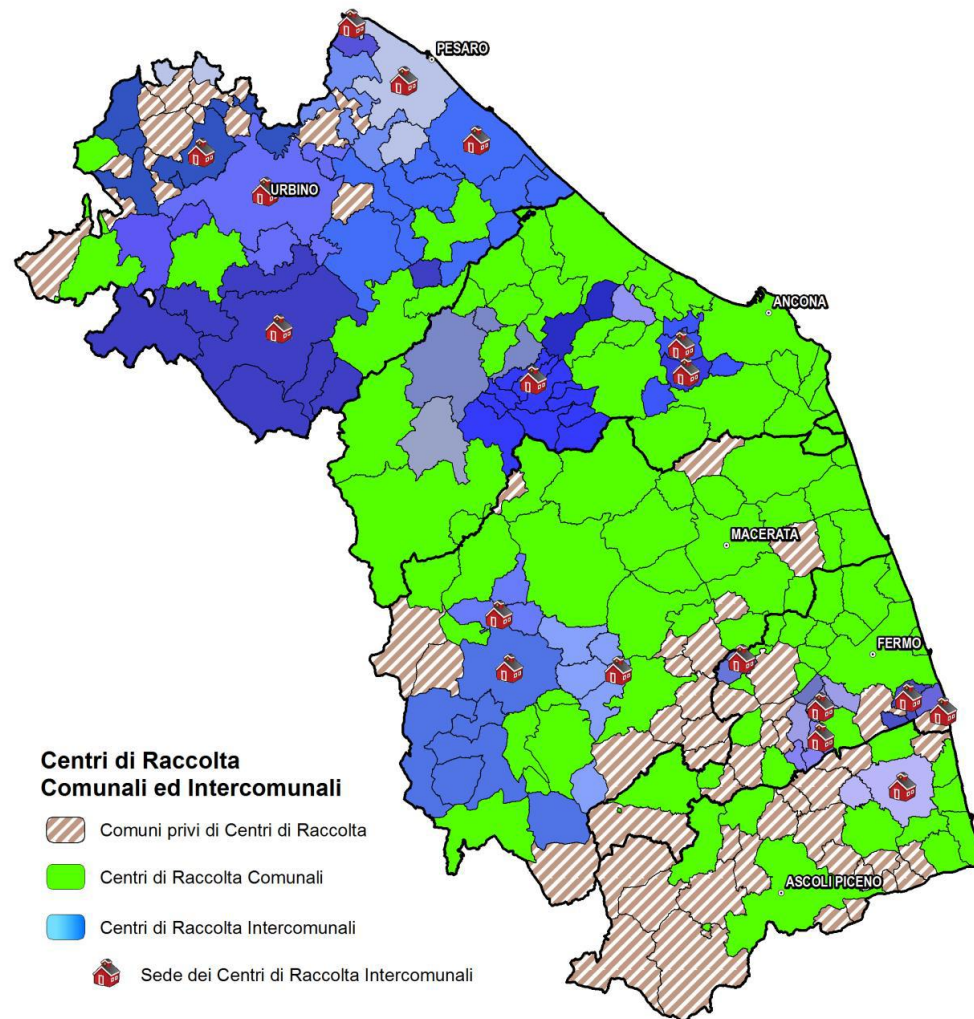 PESARO
URBINO
ANCONA
MACERATA
FERMO
ASCOLI PICENO
Centri di Raccolta
Comunali ed Intercomunali
Comuni privi di Centri di Raccolta
Centri di Raccolta Comunali
Centri di Raccolta Intercomunali
Sede dei Centri di Raccolta Intercomunali